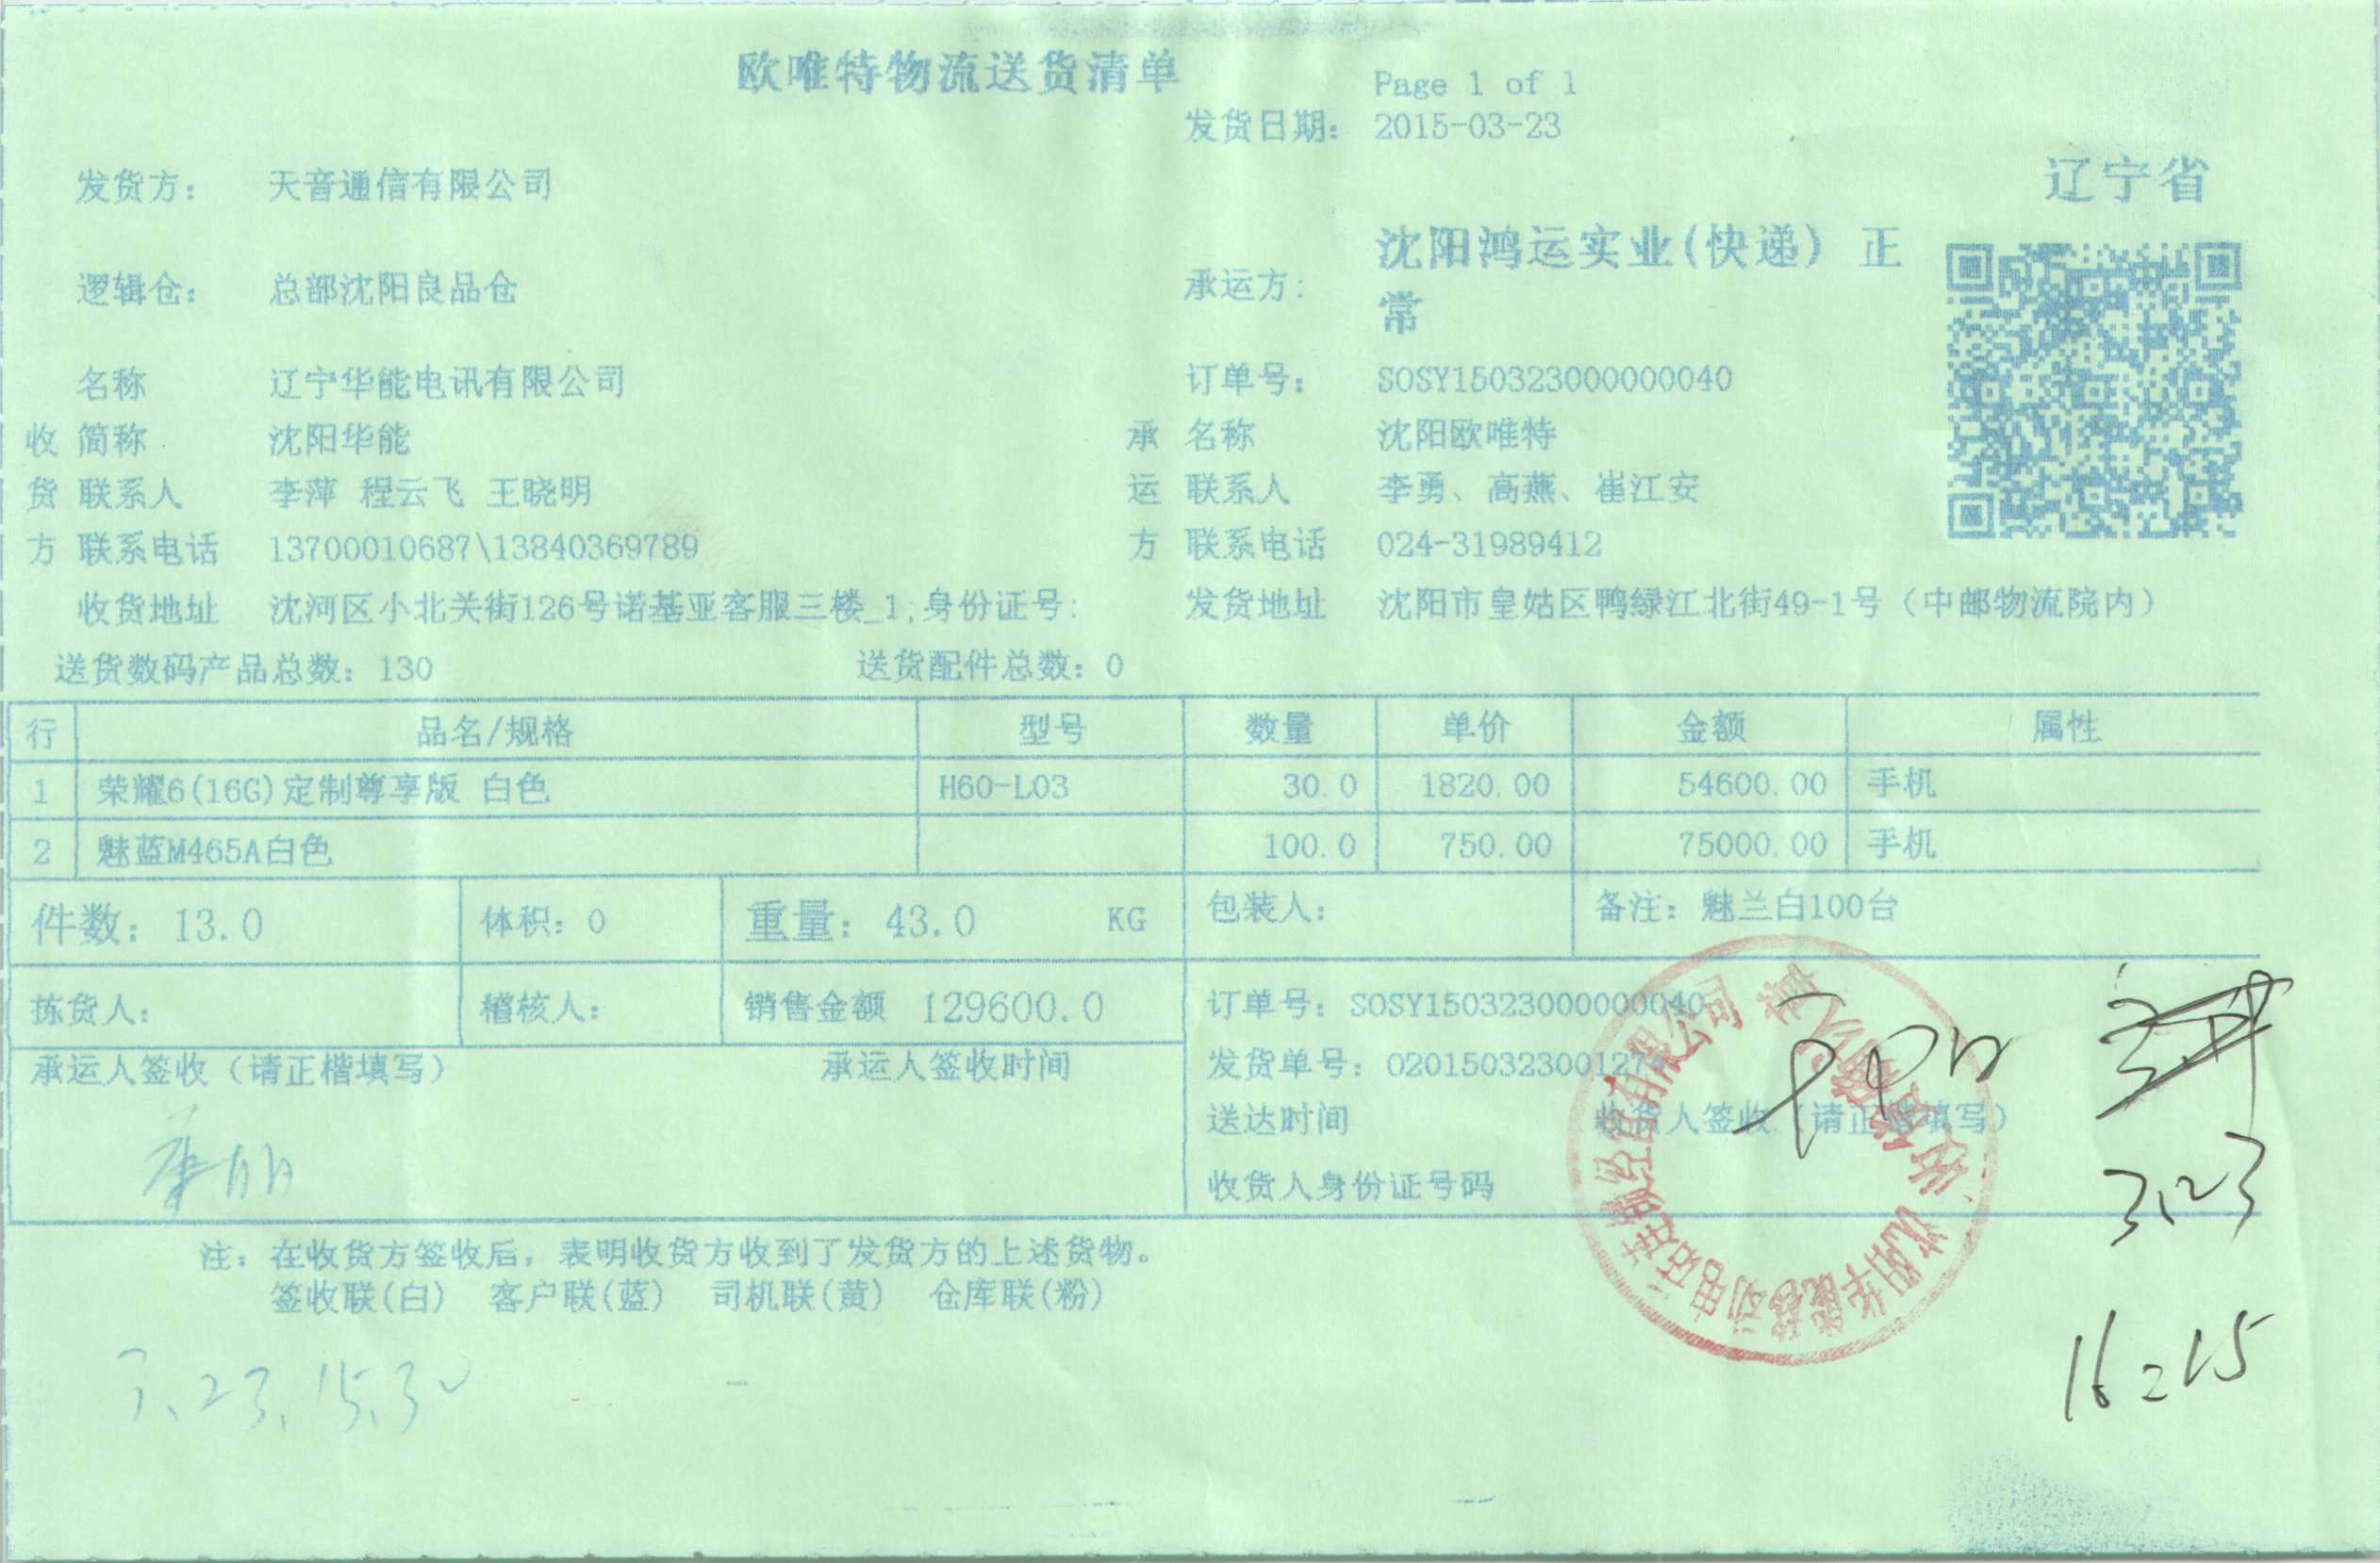 欧唯特物流送货清单
Page 1 of 1
发货日期: 2015-03-23
发货方: 天音通信有限公司
辽宁省
逻辑仓: 总部沈阳良品仓
承运方: 沈阳鸿运实业(快递) 正常
名称 辽宁华能电讯有限公司
订单号: SOSY150323000000040
收 简称 沈阳华能
承 名称 沈阳欧唯特
货 联系人 李萍 程云飞 王晓明
运 联系人 李勇、高燕、崔江安
方 联系电话 13700010687\13840369789
方 联系电话 024-31989412
收货地址 沈河区小北关街126号诺基亚客服三楼_1;身份证号:
发货地址 沈阳市皇姑区鸭绿江北街49-1号（中邮物流院内）
送货数码产品总数: 130 送货配件总数: 0
行 品名/规格 型号 数量 单价 金额 属性
1 荣耀6(16G)定制尊享版 白色 H60-L03 30.0 1820.00 54600.00 手机
2 魅蓝M465A白色 100.0 750.00 75000.00 手机
件数: 13.0 体积: 0 重量: 43.0 KG 包装人: 备注: 魅兰白100台
拣货人: 稽核人: 销售金额 129600.0 订单号: SOSY150323000000040
承运人签收（请正楷填写） 承运人签收时间
发货单号: 02015032300127
送达时间 收货人签收（请正楷填写）
收货人身份证号码
3.23
16:15
注: 在收货方签收后, 表明收货方收到了发货方的上述货物。
签收联(白) 客户联(蓝) 司机联(黄) 仓库联(粉)
3.23.15.30
沈阳华能移动电话连锁经营有限公司